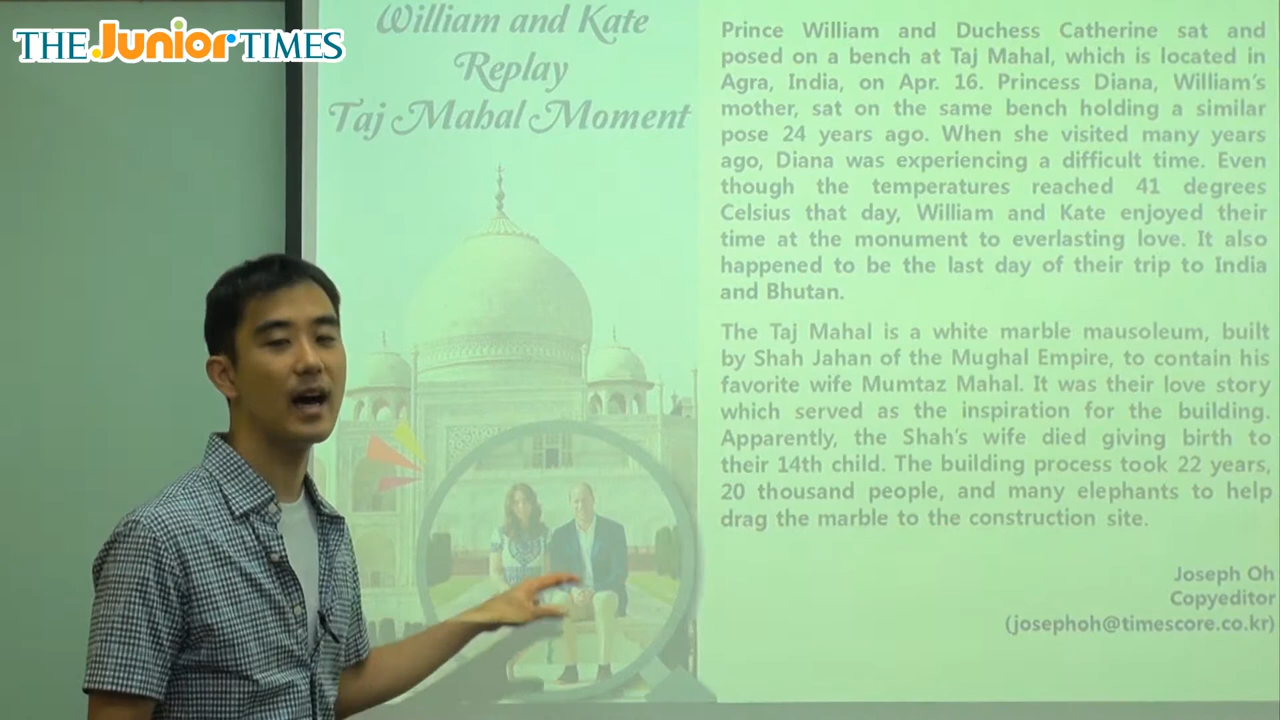 THE Junior TIMES
William and Kate
Replay
Taj Mahal Moment
Prince William and Duchess Catherine sat and
posed on a bench at Taj Mahal, which is located in
Agra, India, on Apr. 16. Princess Diana, William's
mother, sat on the same bench holding a similar
pose 24 years ago. When she visited many years
ago, Diana was experiencing a difficult time. Even
though the temperatures reached 41 degrees
Celsius that day, William and Kate enjoyed their
time at the monument to everlasting love. It also
happened to be the last day of their trip to India
and Bhutan.
The Taj Mahal is a white marble mausoleum, built
by Shah Jahan of the Mughal Empire, to contain his
favorite wife Mumtaz Mahal. It was their love story
which served as the inspiration for the building.
Apparently, the Shah's wife died giving birth to
their 14th child. The building process took 22 years,
20 thousand people, and many elephants to help
drag the marble to the construction site.
Joseph Oh
Copyeditor
(josephoh@timescore.co.kr)